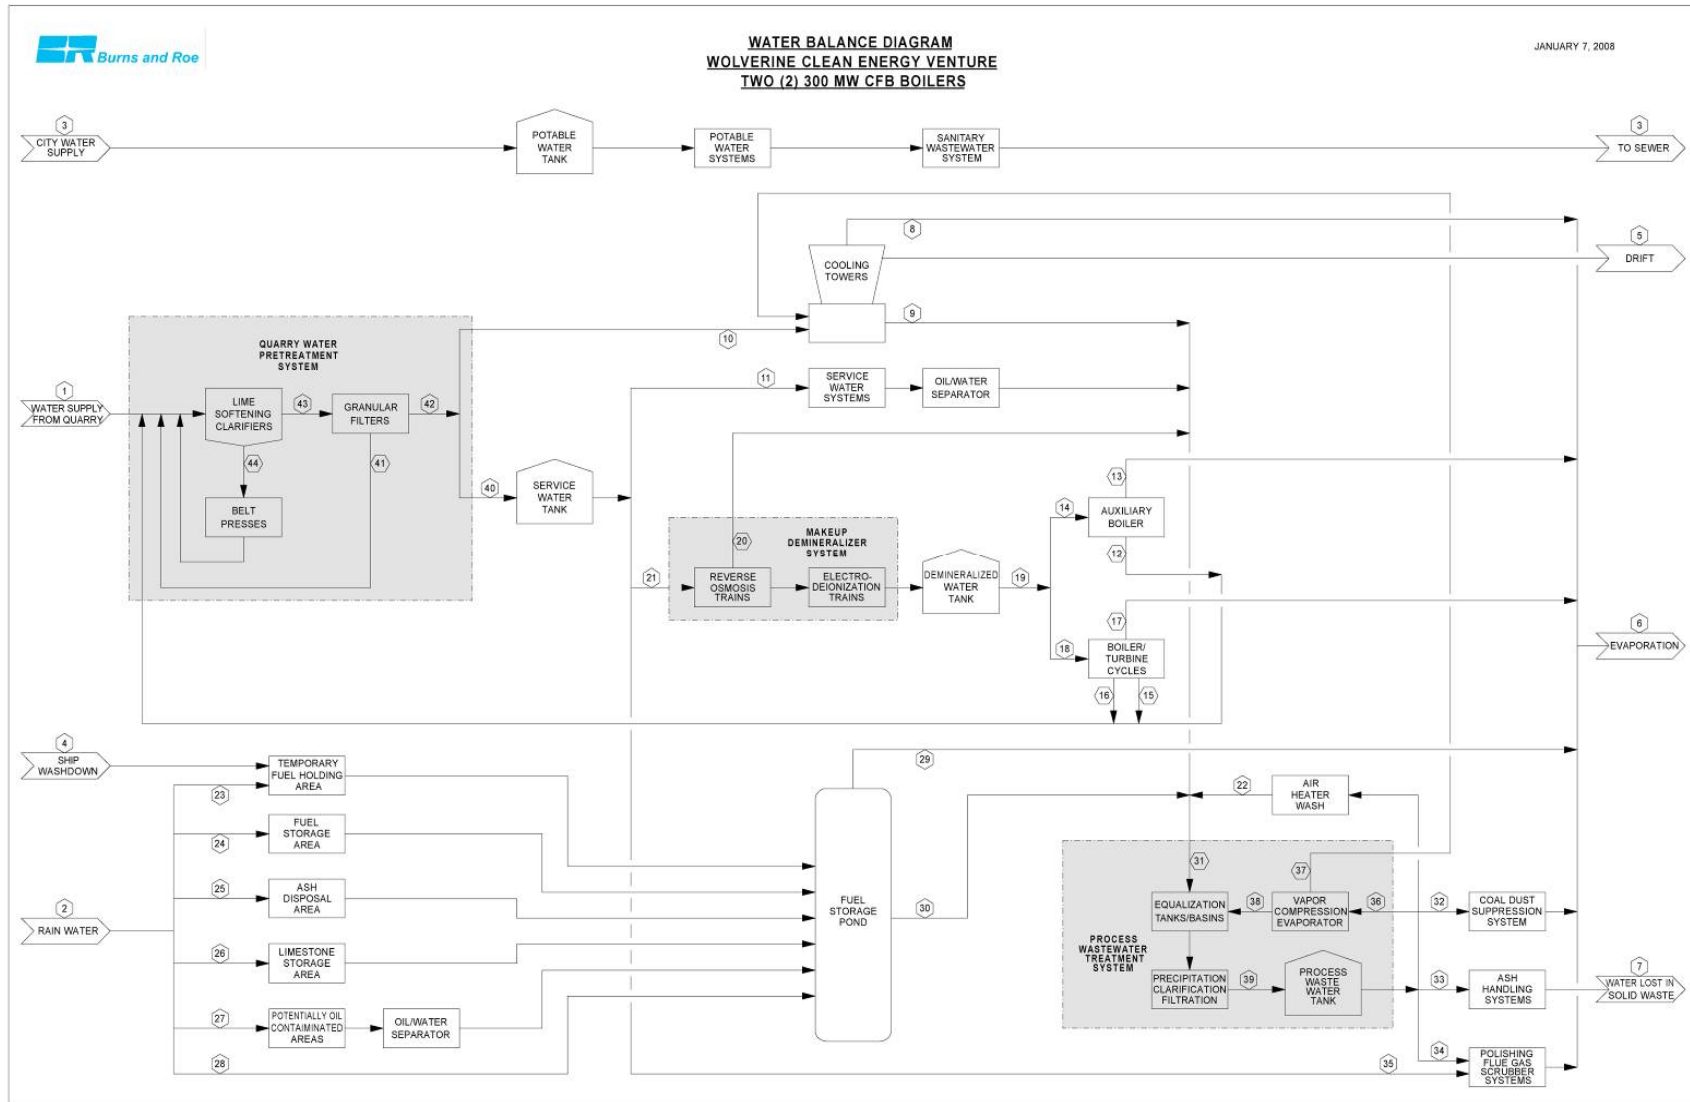 Burns and Roe
WATER BALANCE DIAGRAM
WOLVERINE CLEAN ENERGY VENTURE
TWO (2) 300 MW CFB BOILERS
JANUARY 7, 2008
3
CITY WATER
SUPPLY
POTABLE
WATER
TANK
POTABLE
WATER
SYSTEMS
SANITARY
WASTEWATER
SYSTEM
3
TO SEWER
8
COOLING
TOWERS
5
DRIFT
9
10
QUARRY WATER
PRETREATMENT
SYSTEM
1
WATER SUPPLY
FROM QUARRY
LIME
SOFTENING
CLARIFIERS
43
GRANULAR
FILTERS
42
44
41
BELT
PRESSES
11
SERVICE
WATER
SYSTEMS
OIL/WATER
SEPARATOR
40
SERVICE
WATER
TANK
13
14
AUXILIARY
BOILER
12
MAKEUP
DEMINERALIZER
SYSTEM
20
21
REVERSE
OSMOSIS
TRAINS
ELECTRO-
DEIONIZATION
TRAINS
DEMINERALIZED
WATER
TANK
19
17
18
BOILER/
TURBINE
CYCLES
16
15
6
EVAPORATION
4
SHIP
WASHDOWN
TEMPORARY
FUEL HOLDING
AREA
23
29
22
AIR
HEATER
WASH
FUEL
STORAGE
AREA
24
25
ASH
DISPOSAL
AREA
2
RAIN WATER
26
LIMESTONE
STORAGE
AREA
27
POTENTIALLY OIL
CONTAMINATED
AREAS
OIL/WATER
SEPARATOR
28
FUEL
STORAGE
POND
30
31
37
EQUALIZATION
TANKS/BASINS
38
VAPOR
COMPRESSION
EVAPORATOR
36
32
COAL DUST
SUPPRESSION
SYSTEM
PROCESS
WASTEWATER
TREATMENT
SYSTEM
PRECIPITATION
CLARIFICATION
FILTRATION
39
PROCESS
WASTE
WATER
TANK
33
ASH
HANDLING
SYSTEMS
7
WATER LOST IN
SOLID WASTE
34
35
POLISHING
FLUE GAS
SCRUBBER
SYSTEMS